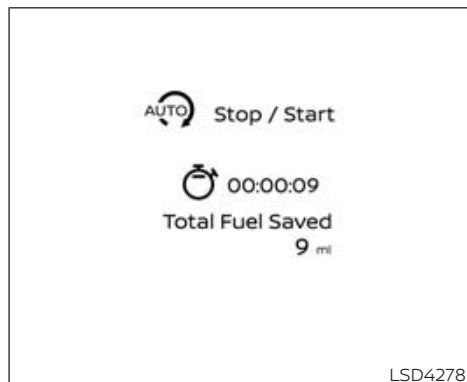 AUTO Stop / Start
00:00:09
Total Fuel Saved
9 ml
LSD4278